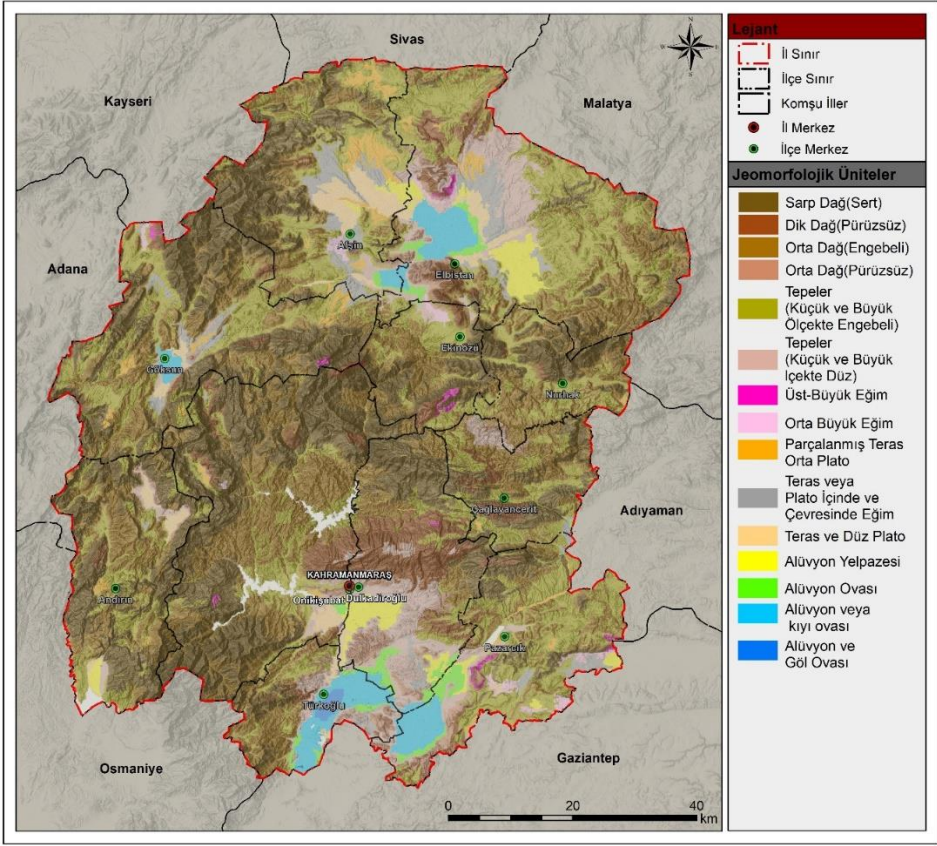 Sivas
Kayseri
Malatya
Adana
Afşin
Elbistan
Göksun
Ekinözü
Nurhak
Çağlayancerit
Adıyaman
KAHRAMANMARAŞ
Onikişubat
Dulkadiroğlu
Andırın
Pazarcık
Türkoğlu
Osmaniye
Gaziantep
0 20 40
km
Lejant
İl Sınır
İlçe Sınır
Komşu İller
İl Merkez
İlçe Merkez
Jeomorfolojik Üniteler
Sarp Dağ(Sert)
Dik Dağ(Pürüzsüz)
Orta Dağ(Engebeli)
Orta Dağ(Pürüzsüz)
Tepeler
(Küçük ve Büyük
Ölçekte Engebeli)
Tepeler
(Küçük ve Büyük
lçekte Düz)
Üst-Büyük Eğim
Orta Büyük Eğim
Parçalanmış Teras
Orta Plato
Teras veya
Plato İçinde ve
Çevresinde Eğim
Teras ve Düz Plato
Alüvyon Yelpazesi
Alüvyon Ovası
Alüvyon veya
kıyı ovası
Alüvyon ve
Göl Ovası